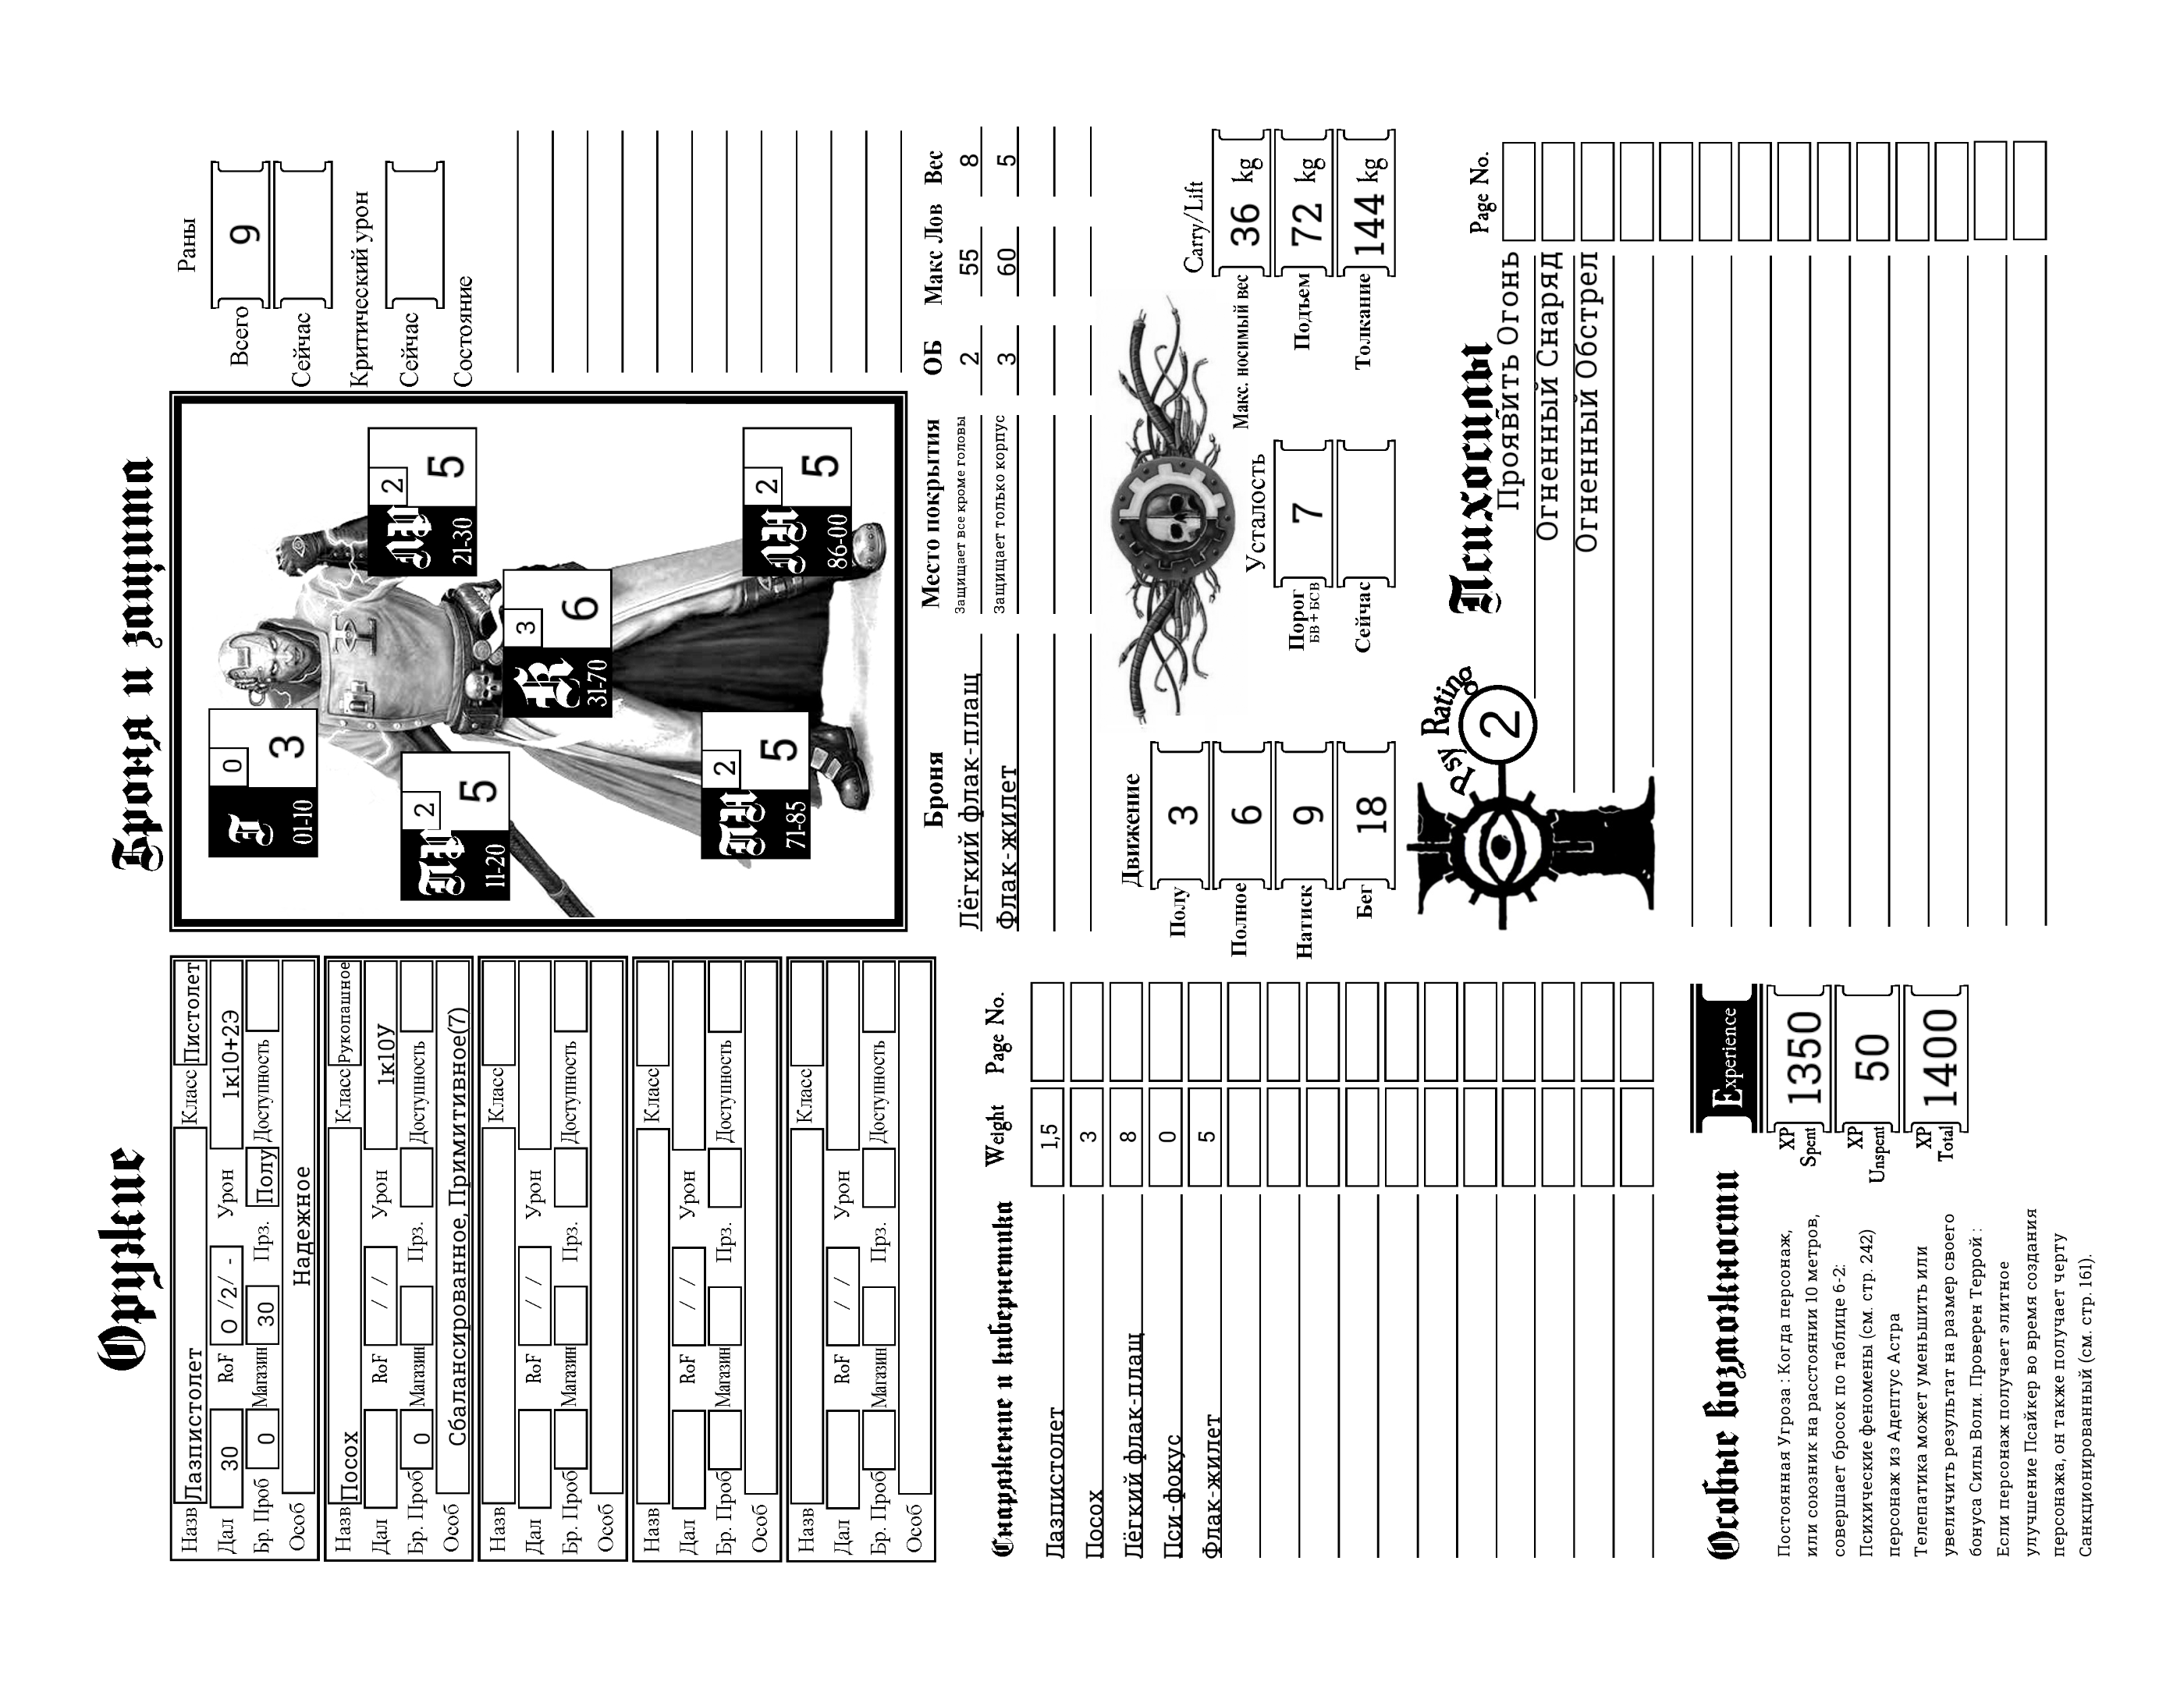 Оружие
Назв Лазпистолет Класс Пистолет
Дал 30 RoF О /2/ - Урон 1к10+2Э
Бр. Проб 0 Магазин 30 Прз. Полу Доступность
Особ Надежное
Назв Посох Класс Рукопашное
Дал RoF / / Урон 1к10У
Бр. Проб 0 Магазин Прз. Доступность
Особ Сбалансированное, Примитивное(7)
Назв Класс
Дал RoF / / Урон
Бр. Проб Магазин Прз. Доступность
Особ
Назв Класс
Дал RoF / / Урон
Бр. Проб Магазин Прз. Доступность
Особ
Назв Класс
Дал RoF / / Урон
Бр. Проб Магазин Прз. Доступность
Особ
Снаряжение и кибернетика Weight Page No.
Лазпистолет 1,5
Посох 3
Лёгкий флак-плащ 8
Пси-фокус 0
Флак-жилет 5
Особые возможности
Постоянная Угроза : Когда персонаж,
или союзник на расстоянии 10 метров,
совершает бросок по таблице 6-2:
Психические феномены (см. стр. 242)
персонаж из Адептус Астра
Телепатика может уменьшить или
увеличить результат на размер своего
бонуса Силы Воли. Проверен Террой :
Если персонаж получает элитное
улучшение Псайкер во время создания
персонажа, он также получает черту
Санкционированный (см. стр. 161).
Experience
XP Spent 1350
XP Unspent 50
XP Total 1400
Броня и защита
Г 01-10 0 3
ПР 11-20 2 5
ЛР 21-30 2 5
К 31-70 3 6
ПН 71-85 2 5
ЛН 86-00 2 5
Раны
Всего 9
Сейчас
Критический урон
Сейчас
Состояние
Броня Место покрытия ОБ Макс Лов Вес
Лёгкий флак-плащ Защищает все кроме головы 2 55 8
Флак-жилет Защищает только корпус 3 60 5
Движение
Полу 3
Полное 6
Натиск 9
Бег 18
Усталость
Порог БВ+БСВ 7
Сейчас
Carry/Lift
Макс. носимый вес 36 kg
Подъем 72 kg
Толкание 144 kg
Psy Rating 2
Психосилы Page No.
Проявить Огонь
Огненный Снаряд
Огненный Обстрел